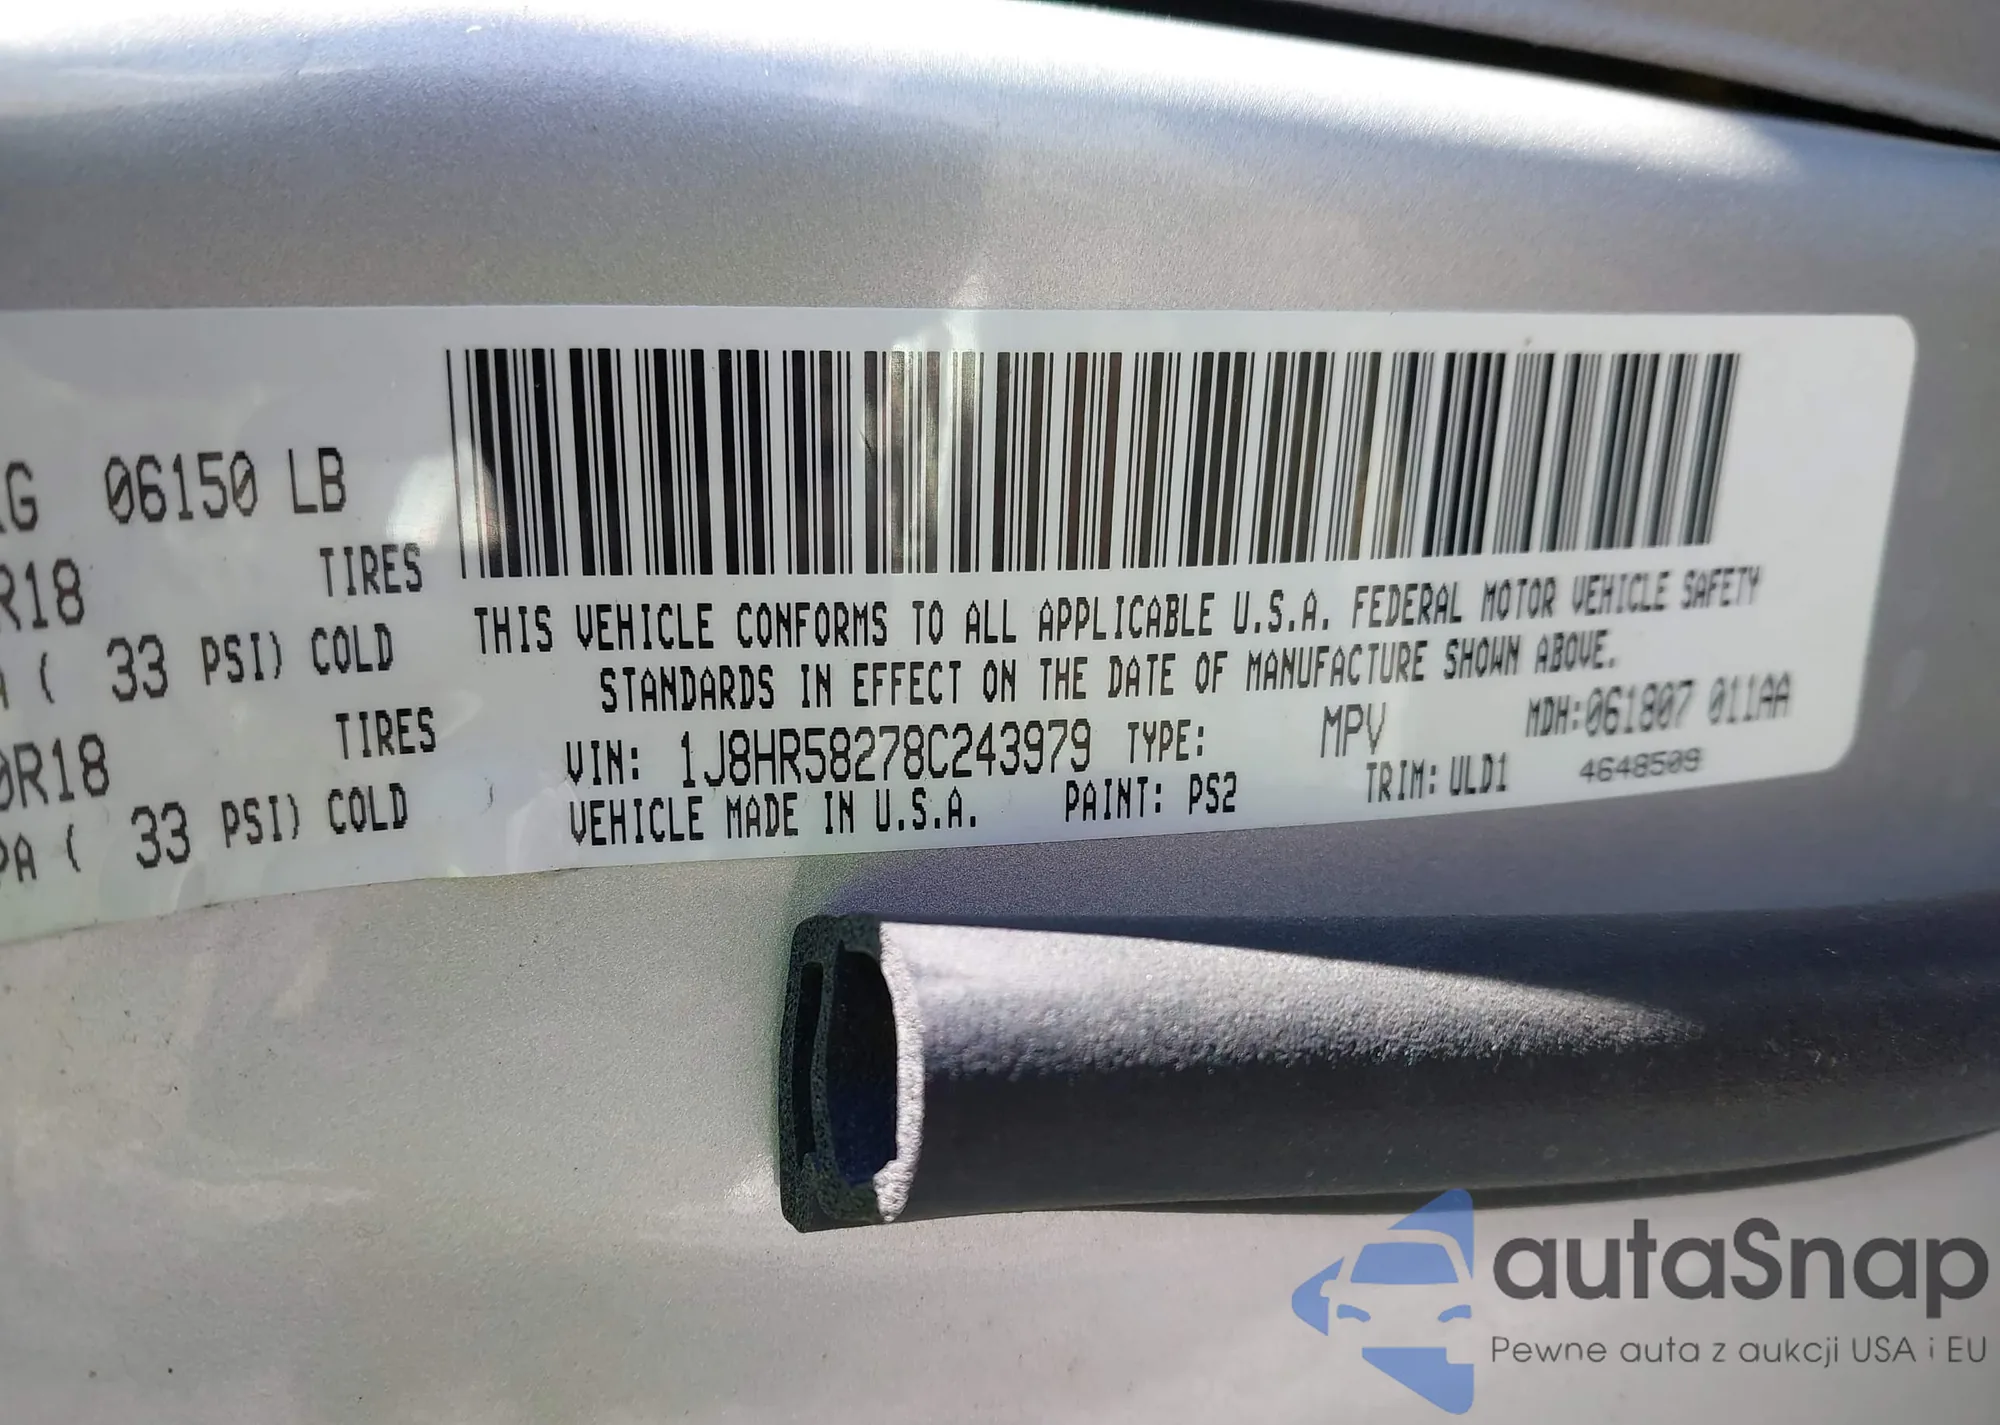 G 06150 LB
R18 TIRES
( 33 PSI) COLD
0R18 TIRES
PA ( 33 PSI) COLD
THIS VEHICLE CONFORMS TO ALL APPLICABLE U.S.A. FEDERAL MOTOR VEHICLE SAFETY
STANDARDS IN EFFECT ON THE DATE OF MANUFACTURE SHOWN ABOVE.
VIN: 1J8HR58278C243979 TYPE: MPV MDH:061807 011AA
VEHICLE MADE IN U.S.A. PAINT: PS2 TRIM: ULD1 4648509
autaSnap
Pewne auta z aukcji USA i EU